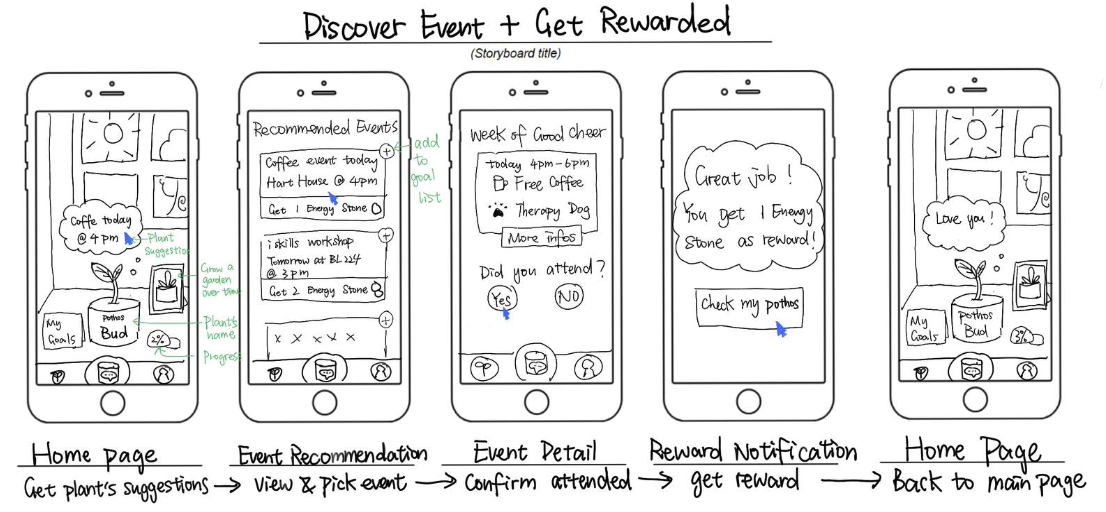 Discover Event + Get Rewarded
(Storyboard title)
Coffe today
@ 4 pm
Plant
Suggestion
Grow a
garden
over time
Pothos
Bud
Plant's
name
My
Goals
2%
Progress
Recommended Events
add
to
goal
list
+
Coffee event today
Hart House @ 4pm
Get 1 Energy Stone
+
iskills workshop
Tomorrow at BL 224
@ 3 pm
Get 2 Energy Stone
+
x x x x x
Week of Good Cheer
today 4pm-6pm
Free Coffee
Therapy Dog
More infos
Did you attend?
Yes
NO
Great job!
You get 1 Energy
Stone as reward!
Check my pothos
Love you!
Pothos
Bud
My
Goals
Home page
Event Recommendation
Event Detail
Reward Notification
Home Page
Get plant's suggestions → view & pick event → Confirm attended → get reward → Back to main page